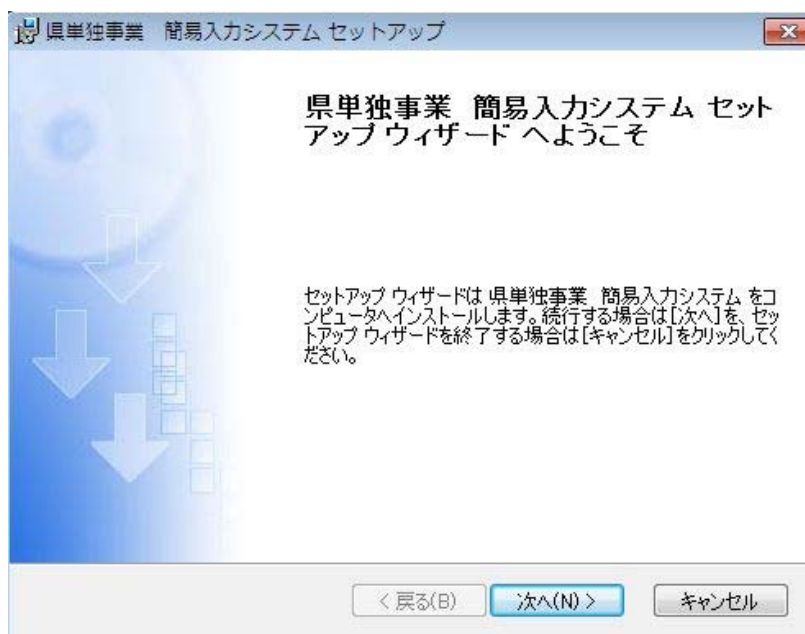 県単独事業　簡易入力システム セットアップ
県単独事業　簡易入力システム セット
アップ ウィザード へようこそ
セットアップ ウィザードは 県単独事業　簡易入力システム をコ
ンピュータへインストールします。続行する場合は[次へ]を、セッ
トアップ ウィザードを終了する場合は[キャンセル]をクリックしてく
ださい。
< 戻る(B)
次へ(N) >
キャンセル